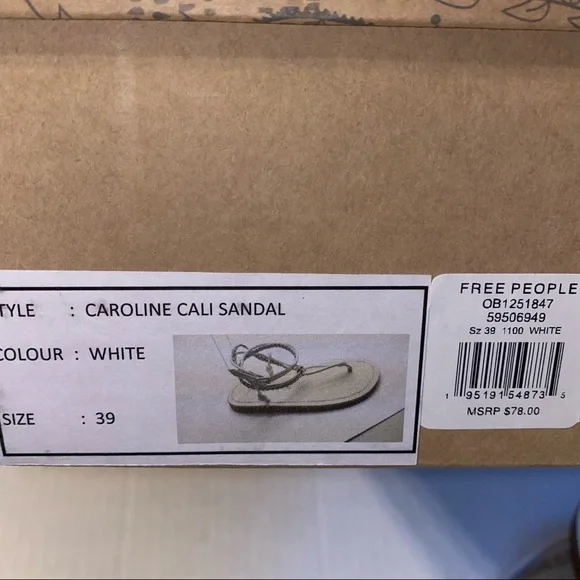 TYLE : CAROLINE CALI SANDAL
COLOUR : WHITE
SIZE : 39
FREE PEOPLE
OB1251847
59506949
Sz 39 1100 WHITE
1 95191 54873 5
MSRP $78.00